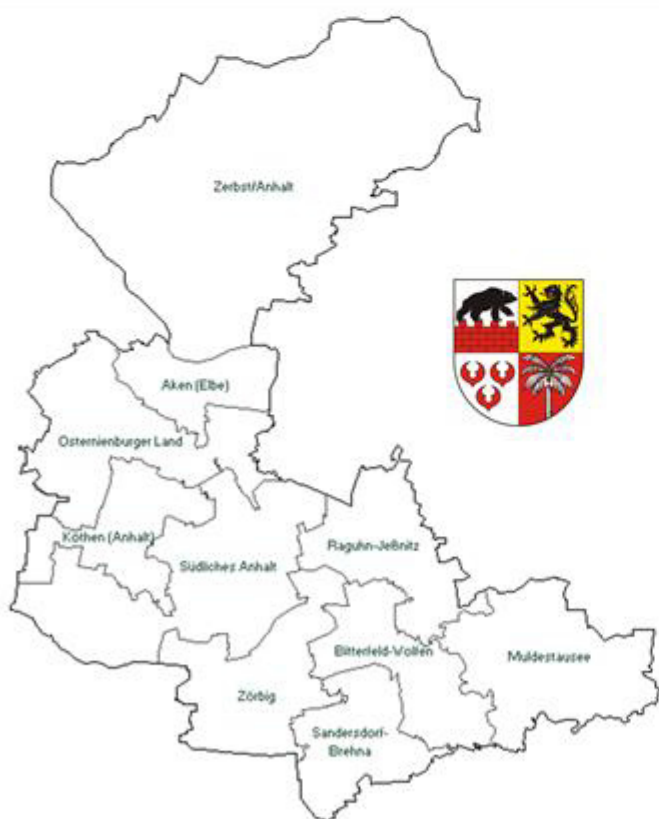 Zerbst/Anhalt
Aken (Elbe)
Osternienburger Land
Köthen (Anhalt)
Raguhn-Jeßnitz
Südliches Anhalt
Bitterfeld-Wolfen
Muldestausee
Zörbig
Sandersdorf-
Brehna